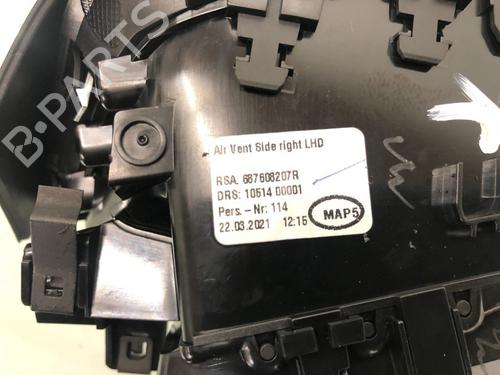 B-PARTS
Air Vent Side right LHD
RSA: 687608207R
DRS: 10514 00001
Pers. - Nr: 114
22.03.2021 12:15 MAP5